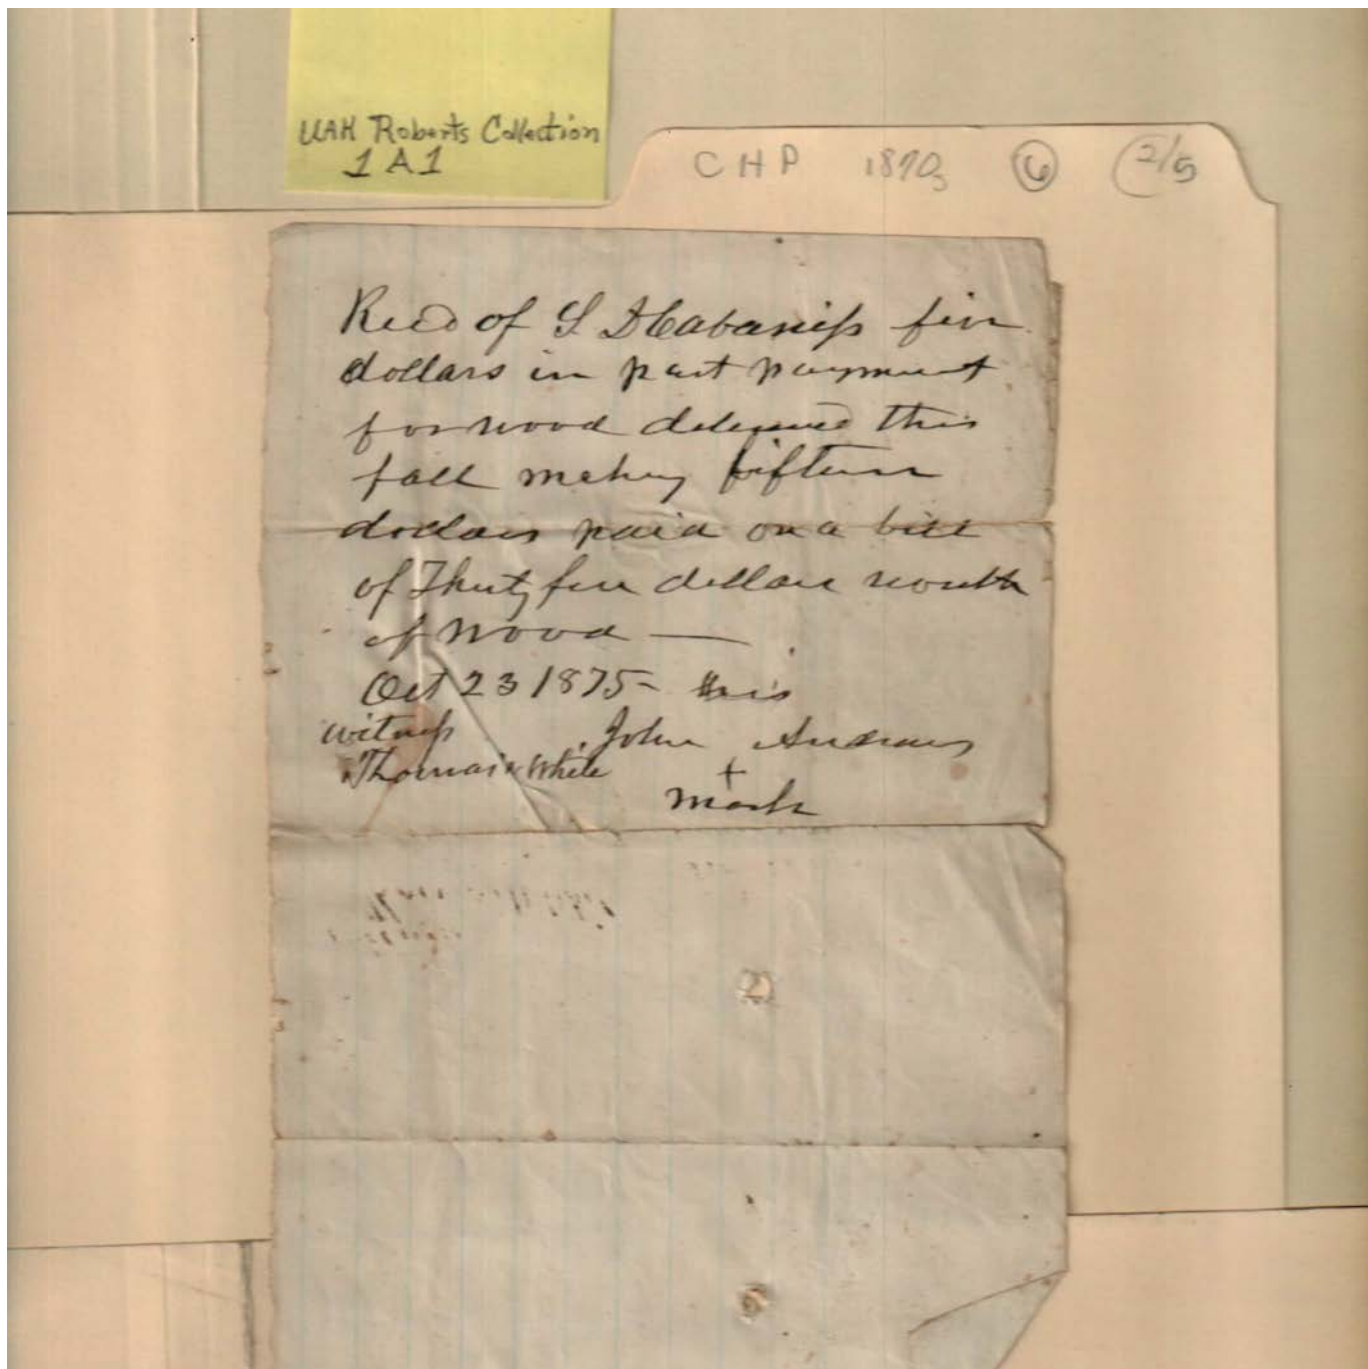 UAH Roberts Collection
1 A 1
CHP 1870s 6 2/5
Recd of S D Cabaniss five
dollars in part payment
for wood delivered this
fall making fifteen
dollars paid on a bill
of Thirty five dollars worth
of wood —
Oct 23 1875 - his
witness John Andrews
Thomas White +
mark